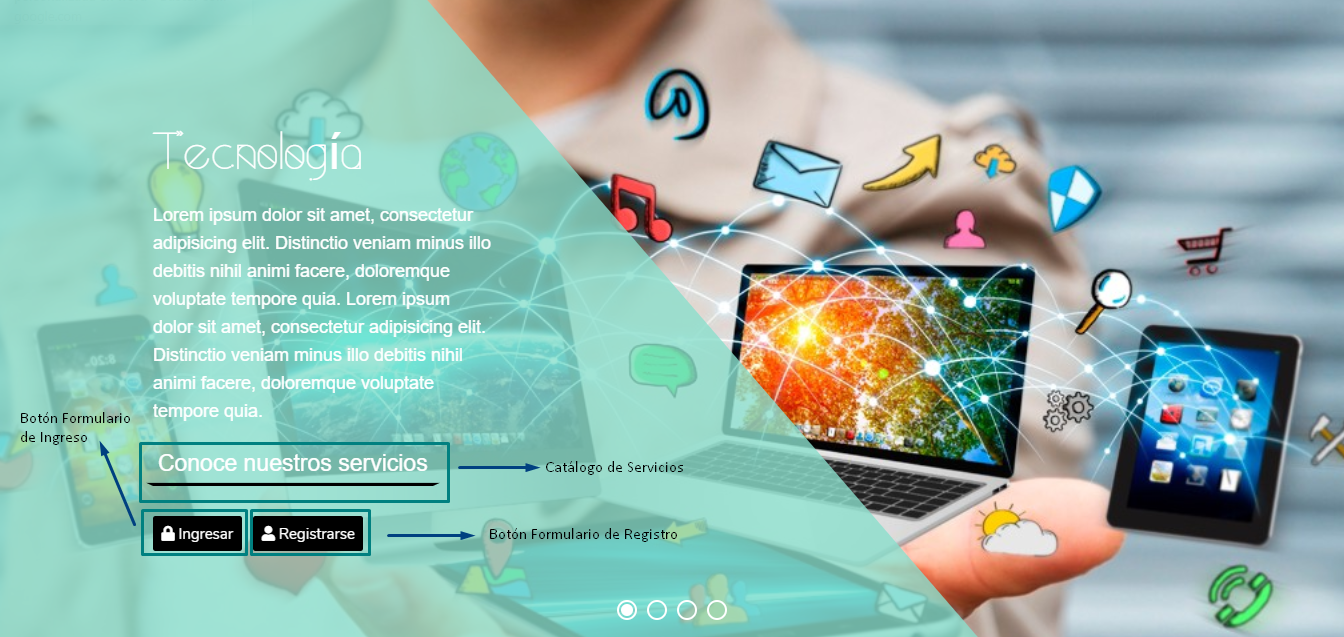 Tecnología
Lorem ipsum dolor sit amet, consectetur
adipisicing elit. Distinctio veniam minus illo
debitis nihil animi facere, doloremque
voluptate tempore quia. Lorem ipsum
dolor sit amet, consectetur adipisicing elit.
Distinctio veniam minus illo debitis nihil
animi facere, doloremque voluptate
tempore quia.
Botón Formulario
de Ingreso
Conoce nuestros servicios
Catálogo de Servicios
Ingresar
Registrarse
Botón Formulario de Registro